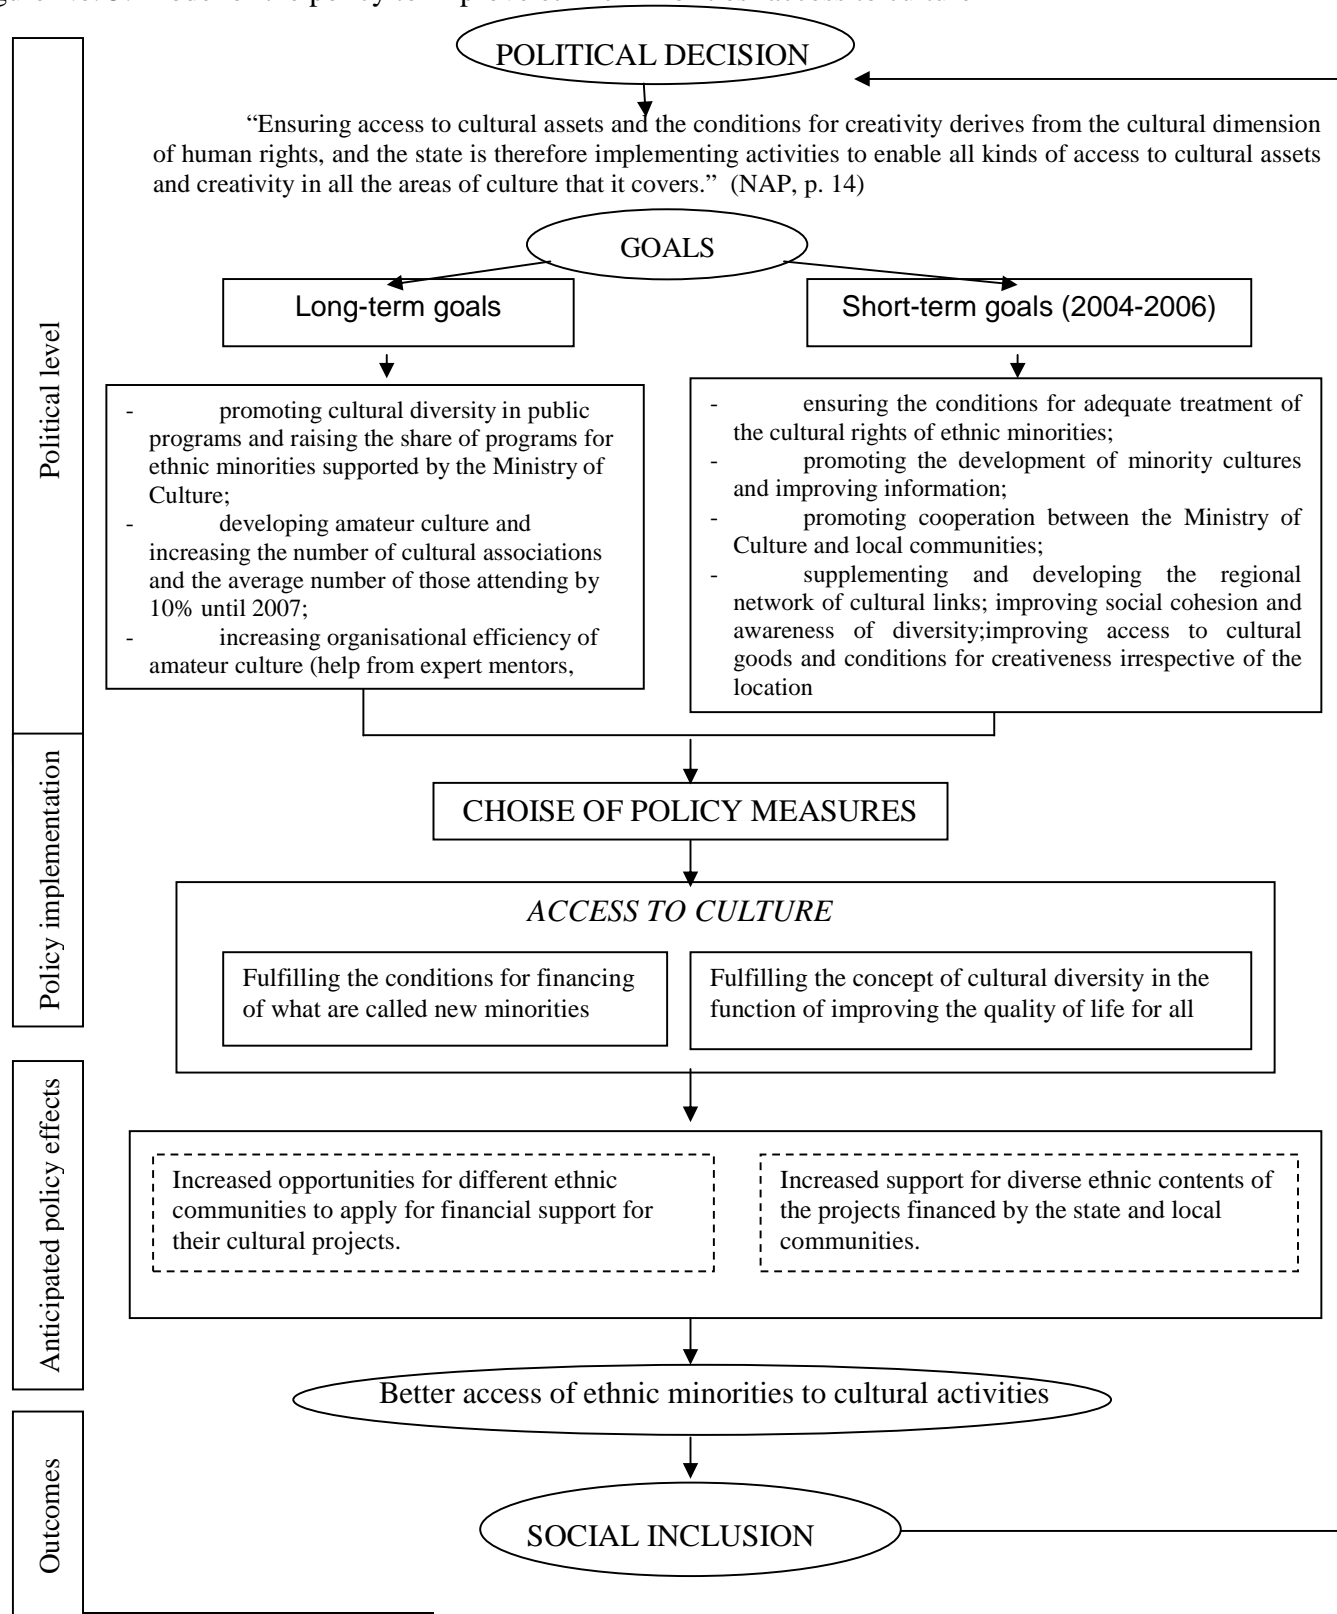 POLITICAL DECISION
“Ensuring access to cultural assets and the conditions for creativity derives from the cultural dimension
of human rights, and the state is therefore implementing activities to enable all kinds of access to cultural assets
and creativity in all the areas of culture that it covers.” (NAP, p. 14)
GOALS
Long-term goals
Short-term goals (2004-2006)
Political level
- promoting cultural diversity in public
programs and raising the share of programs for
ethnic minorities supported by the Ministry of
Culture;
- developing amateur culture and
increasing the number of cultural associations
and the average number of those attending by
10% until 2007;
- increasing organisational efficiency of
amateur culture (help from expert mentors,
- ensuring the conditions for adequate treatment of
the cultural rights of ethnic minorities;
- promoting the development of minority cultures
and improving information;
- promoting cooperation between the Ministry of
Culture and local communities;
- supplementing and developing the regional
network of cultural links; improving social cohesion and
awareness of diversity;improving access to cultural
goods and conditions for creativeness irrespective of the
location
Policy implementation
CHOISE OF POLICY MEASURES
ACCESS TO CULTURE
Fulfilling the conditions for financing
of what are called new minorities
Fulfilling the concept of cultural diversity in the
function of improving the quality of life for all
Anticipated policy effects
Increased opportunities for different ethnic
communities to apply for financial support for
their cultural projects.
Increased support for diverse ethnic contents of
the projects financed by the state and local
communities.
Better access of ethnic minorities to cultural activities
Outcomes
SOCIAL INCLUSION